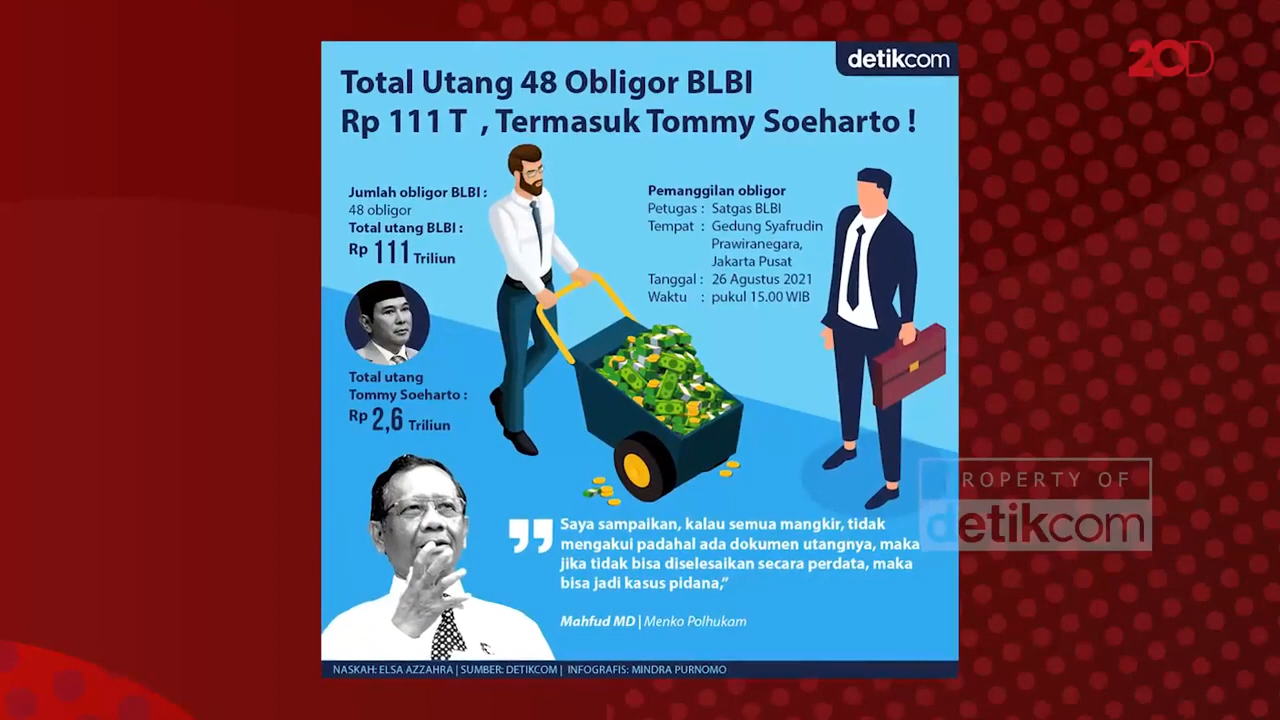 20D
detikcom
Total Utang 48 Obligor BLBI
Rp 111 T , Termasuk Tommy Soeharto !
Jumlah obligor BLBI :
48 obligor
Total utang BLBI :
Rp 111 Triliun
Total utang
Tommy Soeharto :
Rp 2,6 Triliun
Pemanggilan obligor
Petugas : Satgas BLBI
Tempat : Gedung Syafrudin
Prawiranegara,
Jakarta Pusat
Tanggal : 26 Agustus 2021
Waktu : pukul 15.00 WIB
Saya sampaikan, kalau semua mangkir, tidak
mengakui padahal ada dokumen utangnya, maka
jika tidak bisa diselesaikan secara perdata, maka
bisa jadi kasus pidana,”
Mahfud MD | Menko Polhukam
PROPERTY OF
detikcom
NASKAH: ELSA AZZAHRA | SUMBER: DETIKCOM | INFOGRAFIS: MINDRA PURNOMO